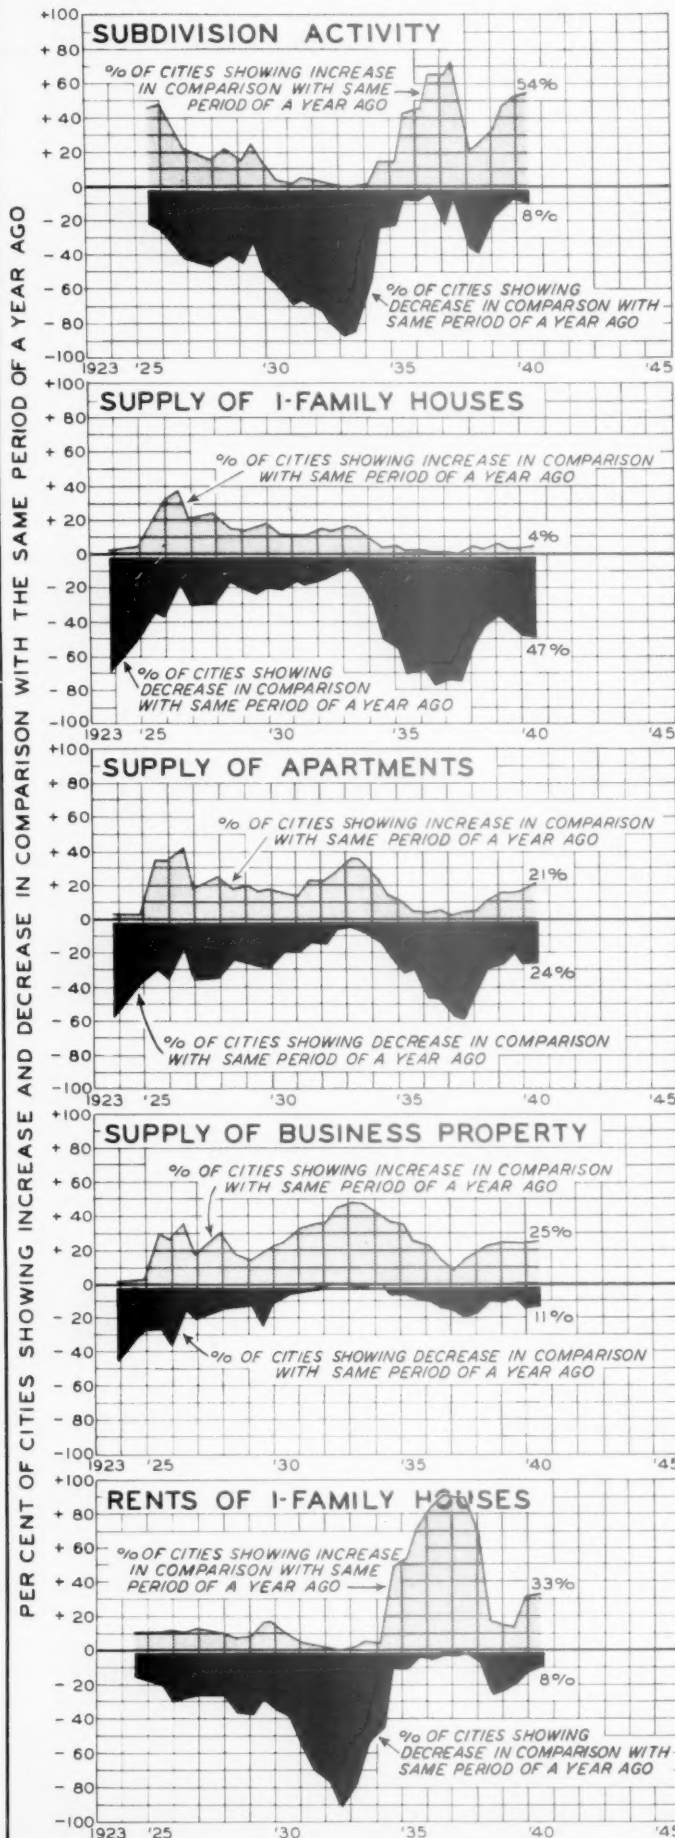 PER CENT OF CITIES SHOWING INCREASE AND DECREASE IN COMPARISON WITH THE SAME PERIOD OF A YEAR AGO
SUBDIVISION ACTIVITY
+100
+ 80
+ 60
+ 40
+ 20
0
- 20
- 40
- 60
- 80
-100
% OF CITIES SHOWING INCREASE
IN COMPARISON WITH SAME
PERIOD OF A YEAR AGO
54%
8%
% OF CITIES SHOWING
DECREASE IN COMPARISON WITH
SAME PERIOD OF A YEAR AGO
1923 '25 '30 '35 '40 '45
SUPPLY OF 1-FAMILY HOUSES
+100
+ 80
+ 60
+ 40
+ 20
0
- 20
- 40
- 60
- 80
-100
% OF CITIES SHOWING INCREASE IN COMPARISON
WITH SAME PERIOD OF A YEAR AGO
4%
47%
% OF CITIES SHOWING
DECREASE IN COMPARISON
WITH SAME PERIOD OF A YEAR AGO
1923 '25 '30 '35 '40 '45
SUPPLY OF APARTMENTS
+100
+ 80
+ 60
+ 40
+ 20
0
- 20
- 40
- 60
- 80
-100
% OF CITIES SHOWING INCREASE IN COMPARISON
WITH SAME PERIOD OF A YEAR AGO
21%
24%
% OF CITIES SHOWING DECREASE IN COMPARISON
WITH SAME PERIOD OF A YEAR AGO
1923 '25 '30 '35 '40 '45
SUPPLY OF BUSINESS PROPERTY
+100
+ 80
+ 60
+ 40
+ 20
0
- 20
- 40
- 60
- 80
-100
% OF CITIES SHOWING INCREASE IN COMPARISON
WITH SAME PERIOD OF A YEAR AGO
25%
11%
% OF CITIES SHOWING DECREASE IN COMPARISON
WITH SAME PERIOD OF A YEAR AGO
1923 '25 '30 '35 '40 '45
RENTS OF 1-FAMILY HOUSES
+100
+ 80
+ 60
+ 40
+ 20
0
- 20
- 40
- 60
- 80
-100
% OF CITIES SHOWING INCREASE
IN COMPARISON WITH SAME
PERIOD OF A YEAR AGO
33%
8%
% OF CITIES SHOWING
DECREASE IN COMPARISON WITH
SAME PERIOD OF A YEAR AGO
1923 '25 '30 '35 '40 '45